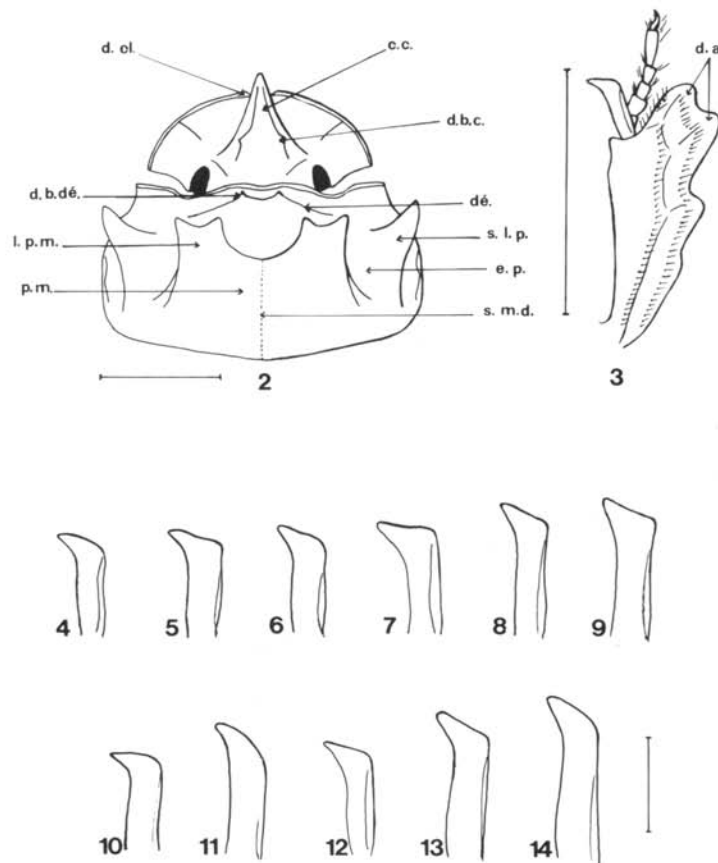 d. cl.
c.c.
d. a
d.b.c.
d.b.dé.
dé.
l. p.m.
s. l. p.
e. p.
p.m.
s. m.d.
2
3
4
5
6
7
8
9
10
11
12
13
14